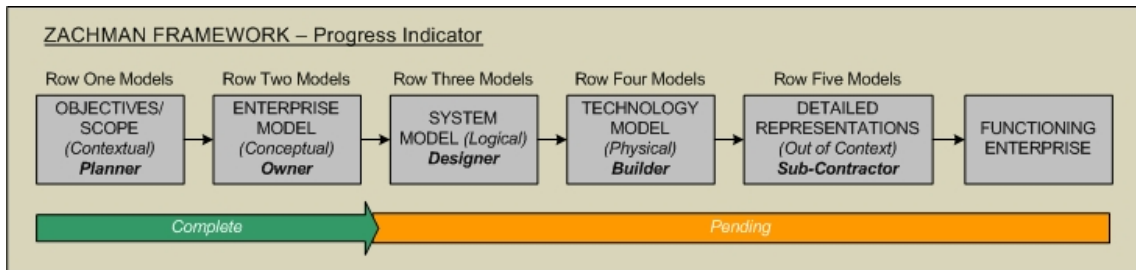 ZACHMAN FRAMEWORK – Progress Indicator
Row One Models
Row Two Models
Row Three Models
Row Four Models
Row Five Models
OBJECTIVES/
SCOPE
(Contextual)
Planner
ENTERPRISE
MODEL
(Conceptual)
Owner
SYSTEM
MODEL (Logical)
Designer
TECHNOLOGY
MODEL
(Physical)
Builder
DETAILED
REPRESENTATIONS
(Out of Context)
Sub-Contractor
FUNCTIONING
ENTERPRISE
Complete
Pending